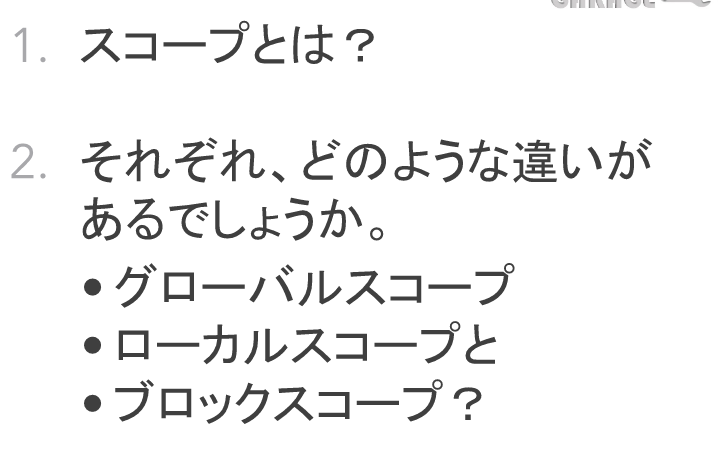 1. スコープとは？
2. それぞれ、どのような違いが
あるでしょうか。
•グローバルスコープ
•ローカルスコープと
•ブロックスコープ？